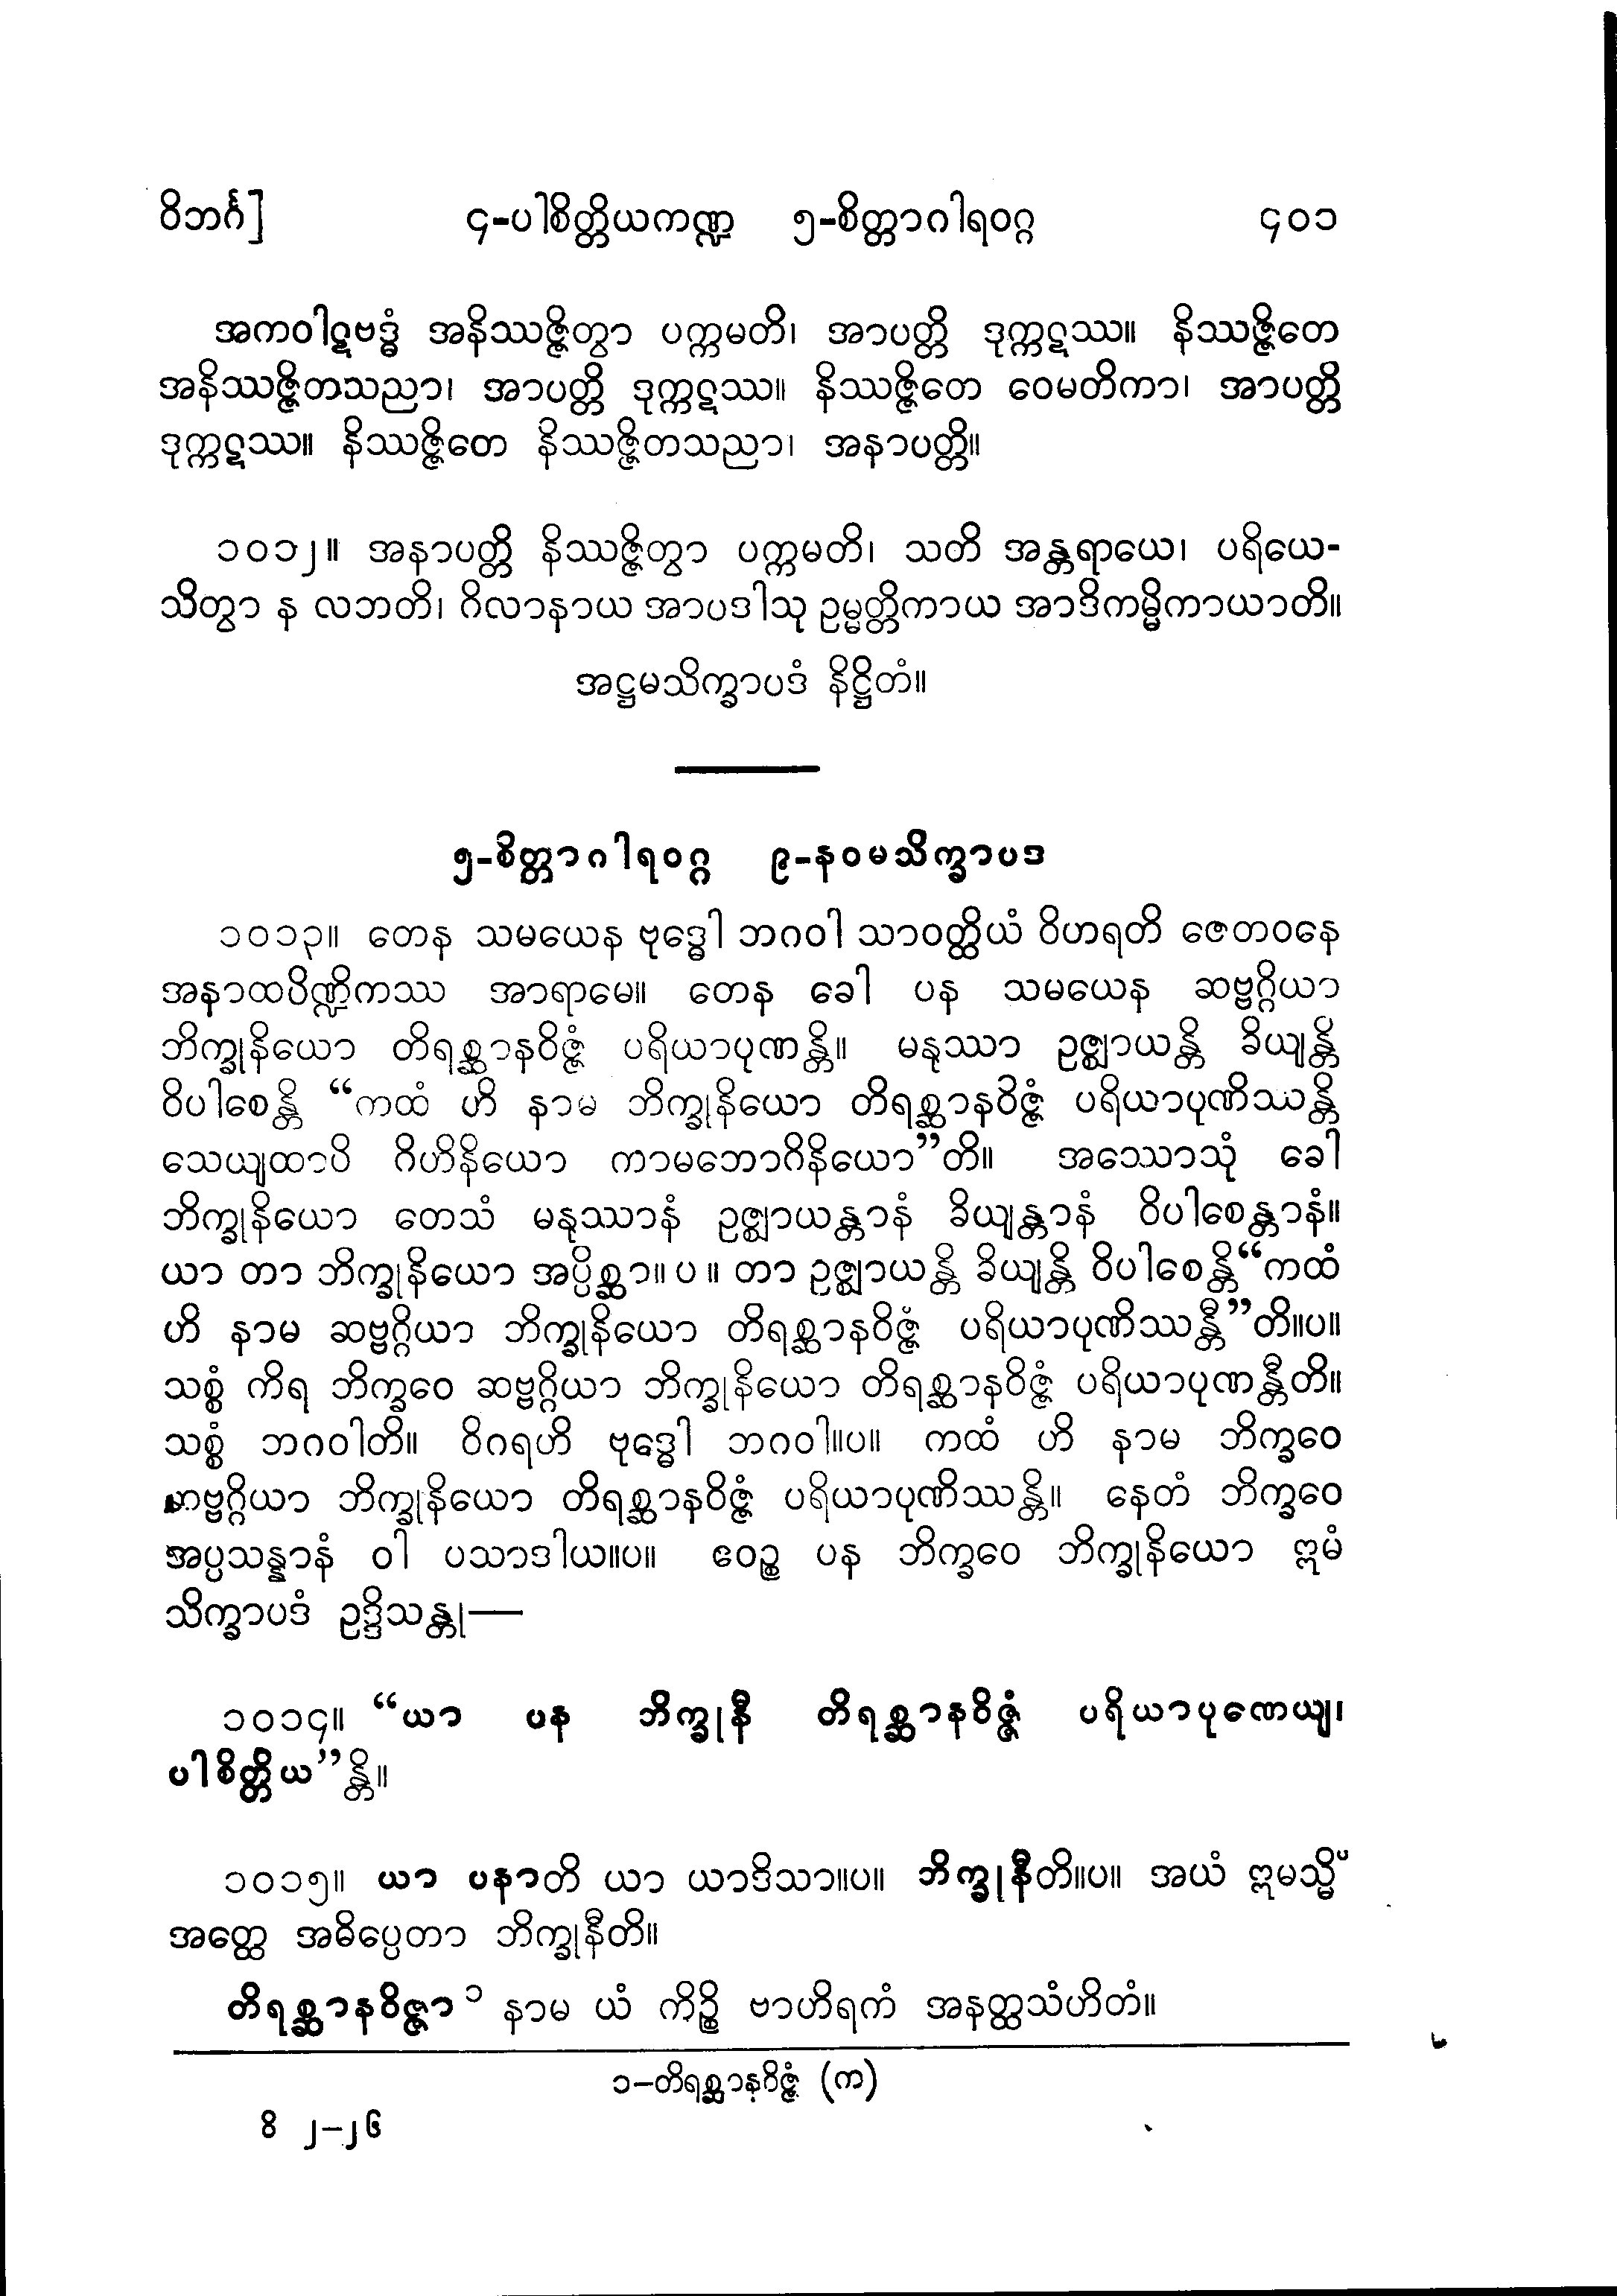 ဝိဘင်္ဂ] ၄-ပါစိတ္တိယကဏ္ဍ ၅-စိတ္တာဂါရဝဂ္ဂ ၄၀၁
အကဝါဋဗဒ္ဓံ အနိဿဇ္ဇိတွာ ပက္ကမတိ၊ အာပတ္တိ ဒုက္ကဋဿ။ နိဿဇ္ဇိတေ
အနိဿဇ္ဇိတသညာ၊ အာပတ္တိ ဒုက္ကဋဿ။ နိဿဇ္ဇိတေ ဝေမတိကာ၊ အာပတ္တိ
ဒုက္ကဋဿ။ နိဿဇ္ဇိတေ နိဿဇ္ဇိတသညာ၊ အနာပတ္တိ။
၁၀၁၂။ အနာပတ္တိ နိဿဇ္ဇိတွာ ပက္ကမတိ၊ သတိ အန္တရာယေ၊ ပရိယေ-
သိတွာ န လဘတိ၊ ဂိလာနာယ အာပဒါသု ဥမ္မတ္တိကာယ အာဒိကမ္မိကာယာတိ။
အဋ္ဌမသိက္ခာပဒံ နိဋ္ဌိတံ။
၅-စိတ္တာဂါရဝဂ္ဂ ၉-နဝမသိက္ခာပဒ
၁၀၁၃။ တေန သမယေန ဗုဒ္ဓေါ ဘဂဝါ သာဝတ္ထိယံ ဝိဟရတိ ဇေတဝနေ
အနာထပိဏ္ဍိကဿ အာရာမေ။ တေန ခေါ ပန သမယေန ဆဗ္ဗဂ္ဂိယာ
ဘိက္ခုနိယော တိရစ္ဆာနဝိဇ္ဇံ ပရိယာပုဏန္တိ။ မနုဿာ ဥဇ္ဈာယန္တိ ခိယျန္တိ
ဝိပါစေန္တိ “ကထံ ဟိ နာမ ဘိက္ခုနိယော တိရစ္ဆာနဝိဇ္ဇံ ပရိယာပုဏိဿန္တိ
သေယျထာပိ ဂိဟိနိယော ကာမဘောဂိနိယော”တိ။ အဿောသုံ ခေါ
ဘိက္ခုနိယော တေသံ မနုဿာနံ ဥဇ္ဈာယန္တာနံ ခိယျန္တာနံ ဝိပါစေန္တာနံ။
ယာ တာ ဘိက္ခုနိယော အပ္ပိစ္ဆာ။ပ။ တာ ဥဇ္ဈာယန္တိ ခိယျန္တိ ဝိပါစေန္တိ“ကထံ
ဟိ နာမ ဆဗ္ဗဂ္ဂိယာ ဘိက္ခုနိယော တိရစ္ဆာနဝိဇ္ဇံ ပရိယာပုဏိဿန္တီ”တိ။ပ။
သစ္စံ ကိရ ဘိက္ခဝေ ဆဗ္ဗဂ္ဂိယာ ဘိက္ခုနိယော တိရစ္ဆာနဝိဇ္ဇံ ပရိယာပုဏန္တီတိ။
သစ္စံ ဘဂဝါတိ။ ဝိဂရဟိ ဗုဒ္ဓေါ ဘဂဝါ။ပ။ ကထံ ဟိ နာမ ဘိက္ခဝေ
ဆဗ္ဗဂ္ဂိယာ ဘိက္ခုနိယော တိရစ္ဆာနဝိဇ္ဇံ ပရိယာပုဏိဿန္တိ။ နေတံ ဘိက္ခဝေ
အပ္ပသန္နာနံ ဝါ ပသာဒါယ။ပ။ ဧဝဉ္စ ပန ဘိက္ခဝေ ဘိက္ခုနိယော ဣမံ
သိက္ခာပဒံ ဥဒ္ဒိသန္တု—
၁၀၁၄။ “ယာ ပန ဘိက္ခုနီ တိရစ္ဆာနဝိဇ္ဇံ ပရိယာပုဏေယျ၊
ပါစိတ္တိယ”န္တိ။
၁၀၁၅။ ယာ ပနာတိ ယာ ယာဒိသာ။ပ။ ဘိက္ခုနီတိ။ပ။ အယံ ဣမသ္မိံ
အတ္ထေ အဓိပ္ပေတာ ဘိက္ခုနီတိ။
တိရစ္ဆာနဝိဇ္ဇာ ၁ နာမ ယံ ကိဉ္စိ ဗာဟိရကံ အနတ္ထသံဟိတံ။
၁–တိရစ္ဆာနဝိဇ္ဇံ (က)
ဝိ ၂–၂၆